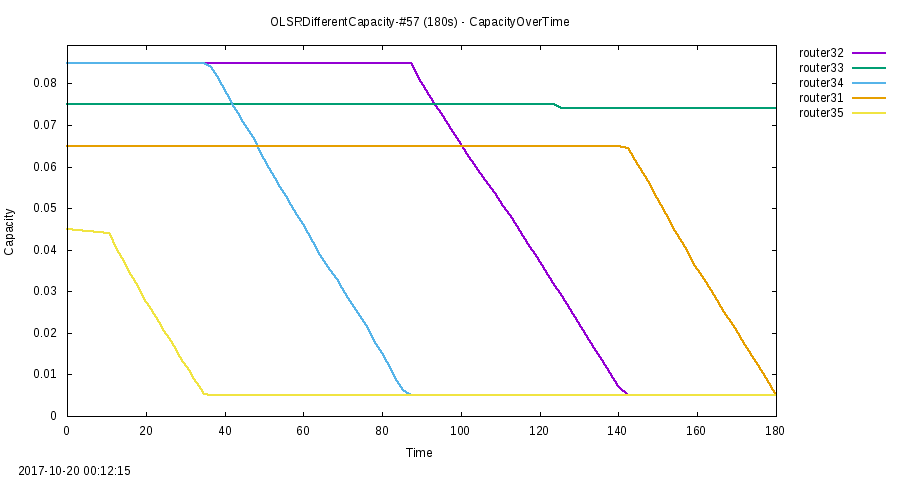 OLSRDifferentCapacity-#57 (180s) - CapacityOverTime
router32
router33
router34
router31
router35
0.08
0.07
0.06
0.05
0.04
0.03
0.02
0.01
0
Capacity
0 20 40 60 80 100 120 140 160 180
Time
2017-10-20 00:12:15